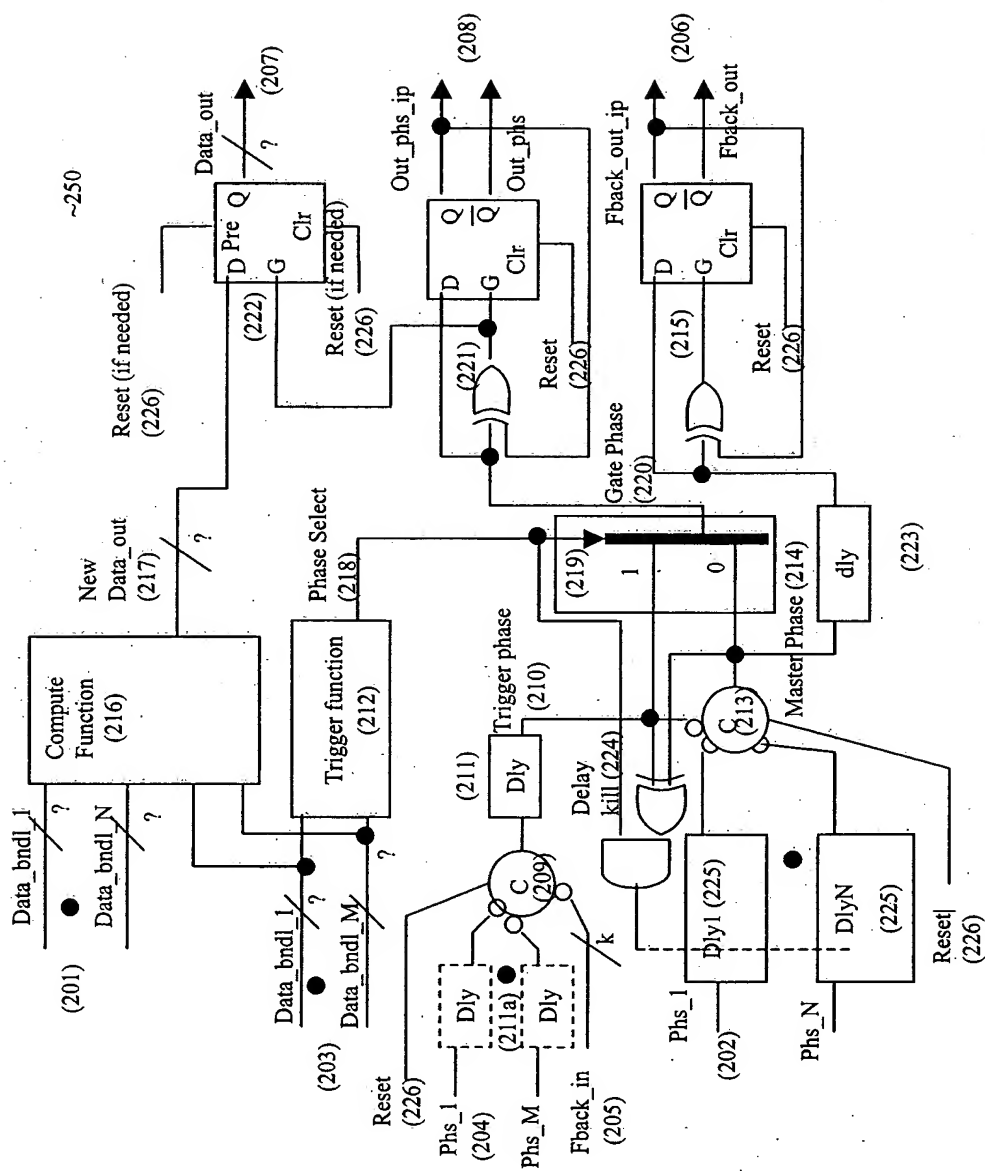 ~250
Reset (if needed)
(226)
Data_out
?
(207)
Pre
D
Q
G
Clr
(222)
Reset (if needed)
(226)
New
Data_out
(217)
?
Compute
Function
(216)
Data_bndl_1
?
Data_bndl_N
?
(201)
Data_bndl_1
?
Data_bndl_M
?
(203)
Trigger function
(212)
Phase Select
(218)
Out_phs_ip
(208)
Out_phs
D
Q
Q
G
Clr
(221)
Reset
(226)
Gate Phase
(220)
(219)
1
0
Reset
(226)
Phs_1
(204)
Phs_M
Fback_in
(205)
k
Dly
(211a)
Dly
C
(209)
(211)
Dly
Trigger phase
(210)
Delay
kill (224)
C
(213)
Master Phase (214)
Phs_1
(202)
Phs_N
Dly1 (225)
DlyN
(225)
Reset
(226)
dly
(223)
Fback_out_ip
(206)
Fback_out
D
Q
Q
G
Clr
(215)
Reset
(226)